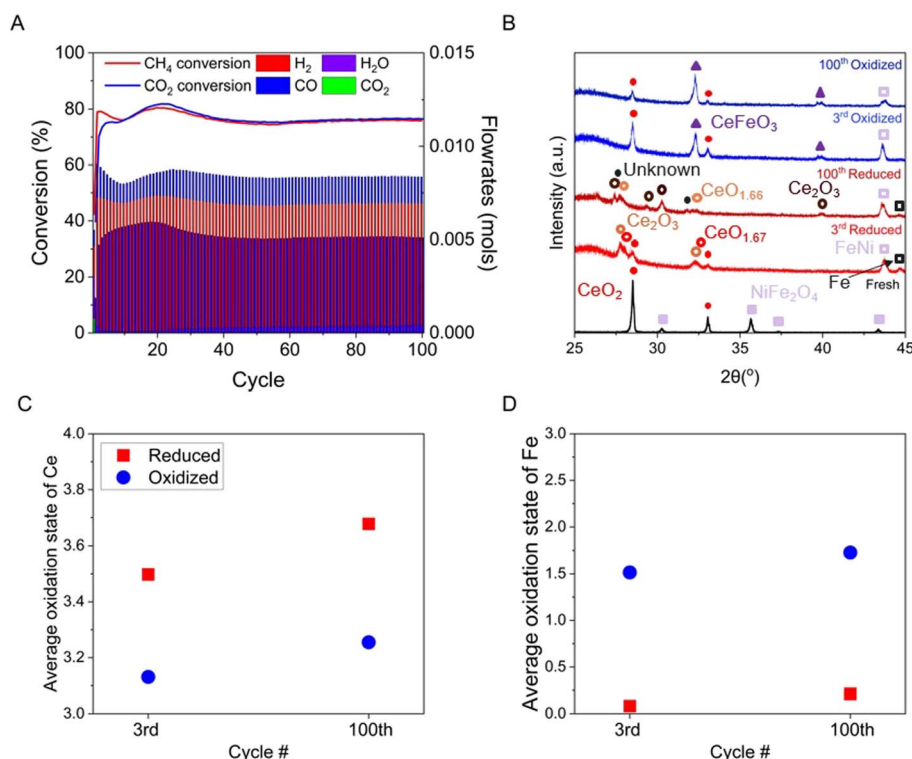 A
CH4 conversion H2 H2O
CO2 conversion CO CO2
Conversion (%)
100
80
60
40
20
0
0.015
0.010
0.005
0.000
Flowrates (mols)
0 20 40 60 80 100
Cycle
B
100th Oxidized
CeFeO3
3rd Oxidized
Unknown
100th Reduced
CeO1.66
Ce2O3
Ce2O3
3rd Reduced
CeO1.67
FeNi
Fe
Fresh
CeO2
NiFe2O4
Intensity (a.u.)
25 30 35 40 45
2θ(°)
C
Average oxidation state of Ce
4.0
3.8
3.6
3.4
3.2
3.0
Reduced
Oxidized
3rd 100th
Cycle #
D
Average oxidation state of Fe
3.0
2.5
2.0
1.5
1.0
0.5
0.0
3rd 100th
Cycle #